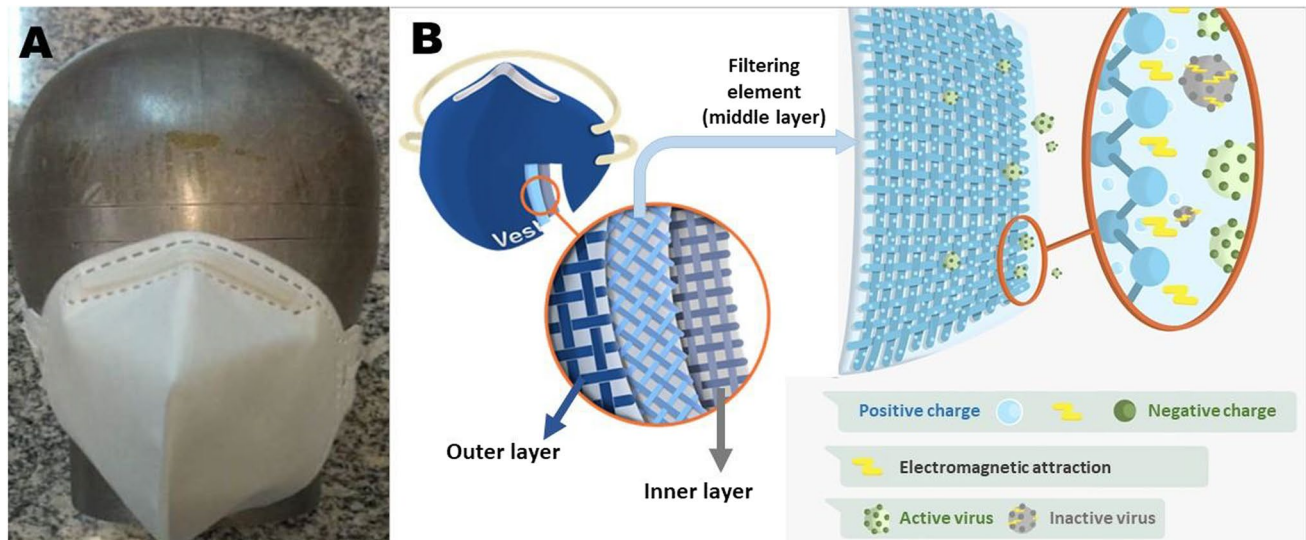 A
B
Filtering
element
(middle layer)
Outer layer
Inner layer
Positive charge
Negative charge
Electromagnetic attraction
Active virus
Inactive virus